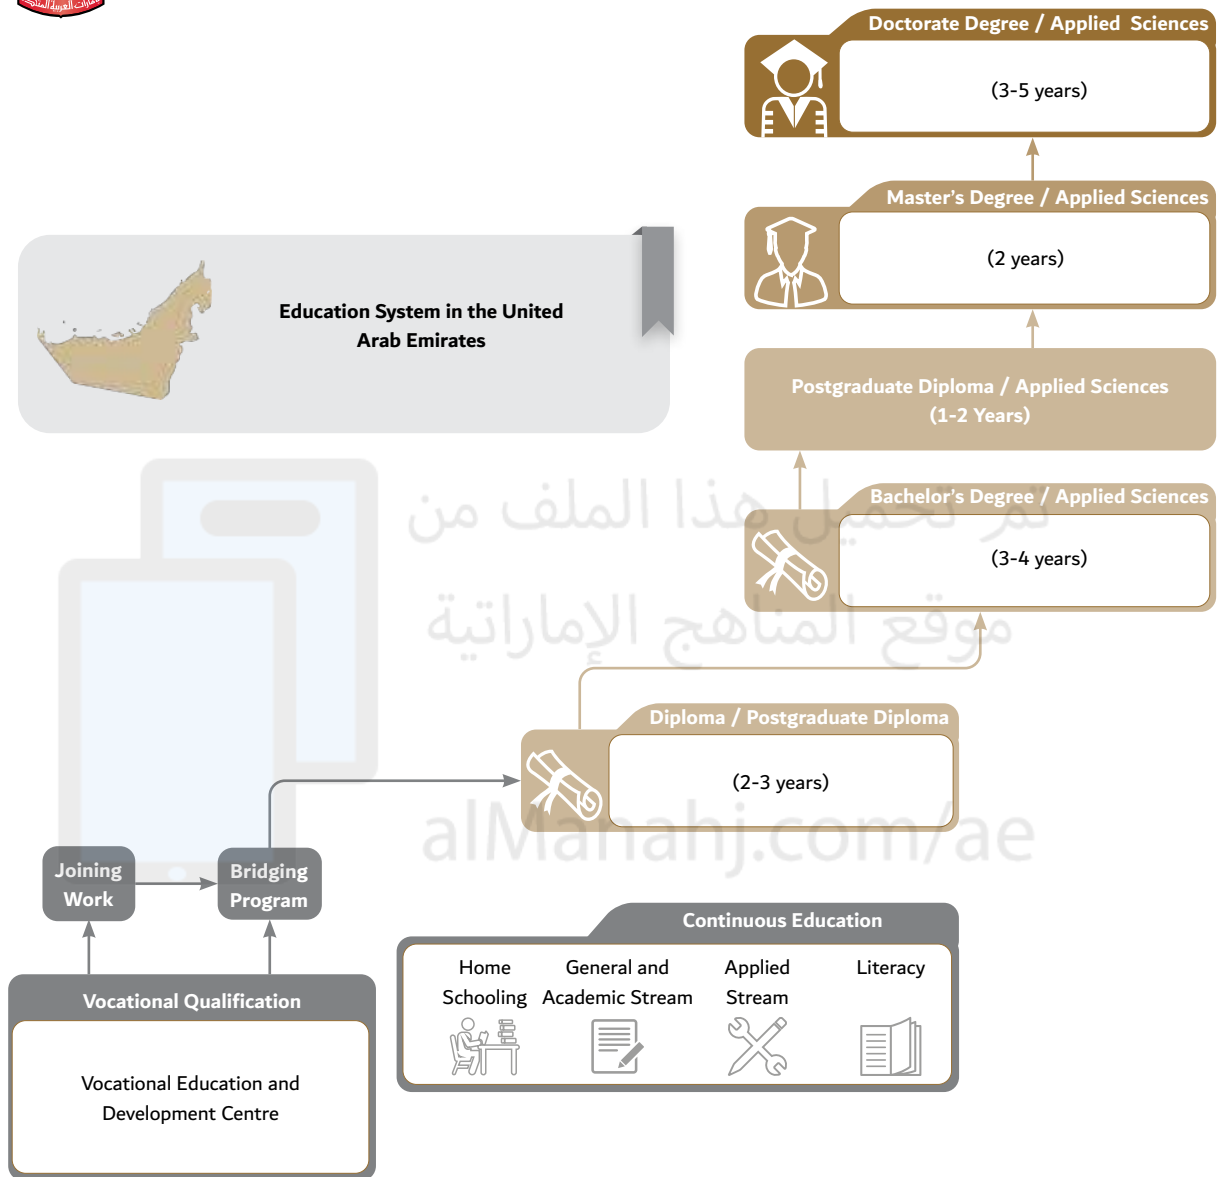 الإمارات العربية المتحدة
Doctorate Degree / Applied Sciences
(3-5 years)
Master's Degree / Applied Sciences
(2 years)
Education System in the United
Arab Emirates
Postgraduate Diploma / Applied Sciences
(1-2 Years)
Bachelor's Degree / Applied Sciences
(3-4 years)
تم تحميل هذا الملف من
موقع المناهج الإماراتية
Diploma / Postgraduate Diploma
(2-3 years)
alManahj.com/ae
Joining
Work
Bridging
Program
Continuous Education
Home
Schooling
General and
Academic Stream
Applied
Stream
Literacy
Vocational Qualification
Vocational Education and
Development Centre